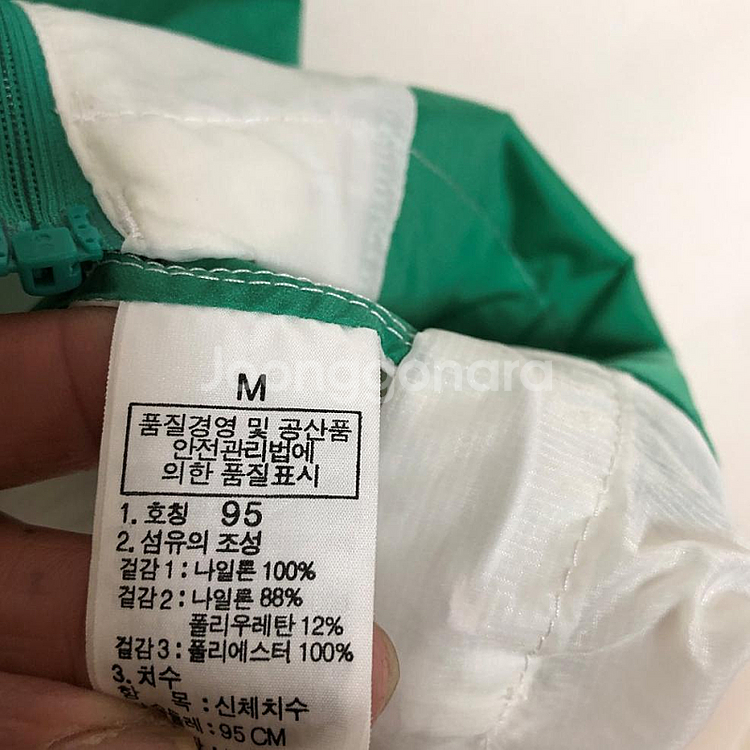 Joonggonara
M
품질경영 및 공산품
안전관리법에
의한 품질표시
1. 호칭 95
2. 섬유의 조성
겉감 1 : 나일론 100%
겉감 2 : 나일론 88%
폴리우레탄 12%
겉감 3 : 폴리에스터 100%
3. 치수
항 목 : 신체치수
: 95 CM